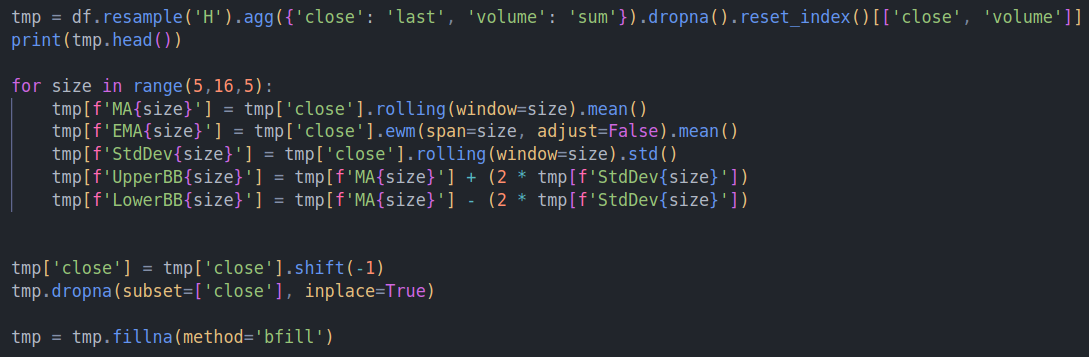 tmp = df.resample('H').agg({'close': 'last', 'volume': 'sum'}).dropna().reset_index()[['close', 'volume']]
print(tmp.head())

for size in range(5,16,5):
    tmp[f'MA{size}'] = tmp['close'].rolling(window=size).mean()
    tmp[f'EMA{size}'] = tmp['close'].ewm(span=size, adjust=False).mean()
    tmp[f'StdDev{size}'] = tmp['close'].rolling(window=size).std()
    tmp[f'UpperBB{size}'] = tmp[f'MA{size}'] + (2 * tmp[f'StdDev{size}'])
    tmp[f'LowerBB{size}'] = tmp[f'MA{size}'] - (2 * tmp[f'StdDev{size}'])


tmp['close'] = tmp['close'].shift(-1)
tmp.dropna(subset=['close'], inplace=True)

tmp = tmp.fillna(method='bfill')